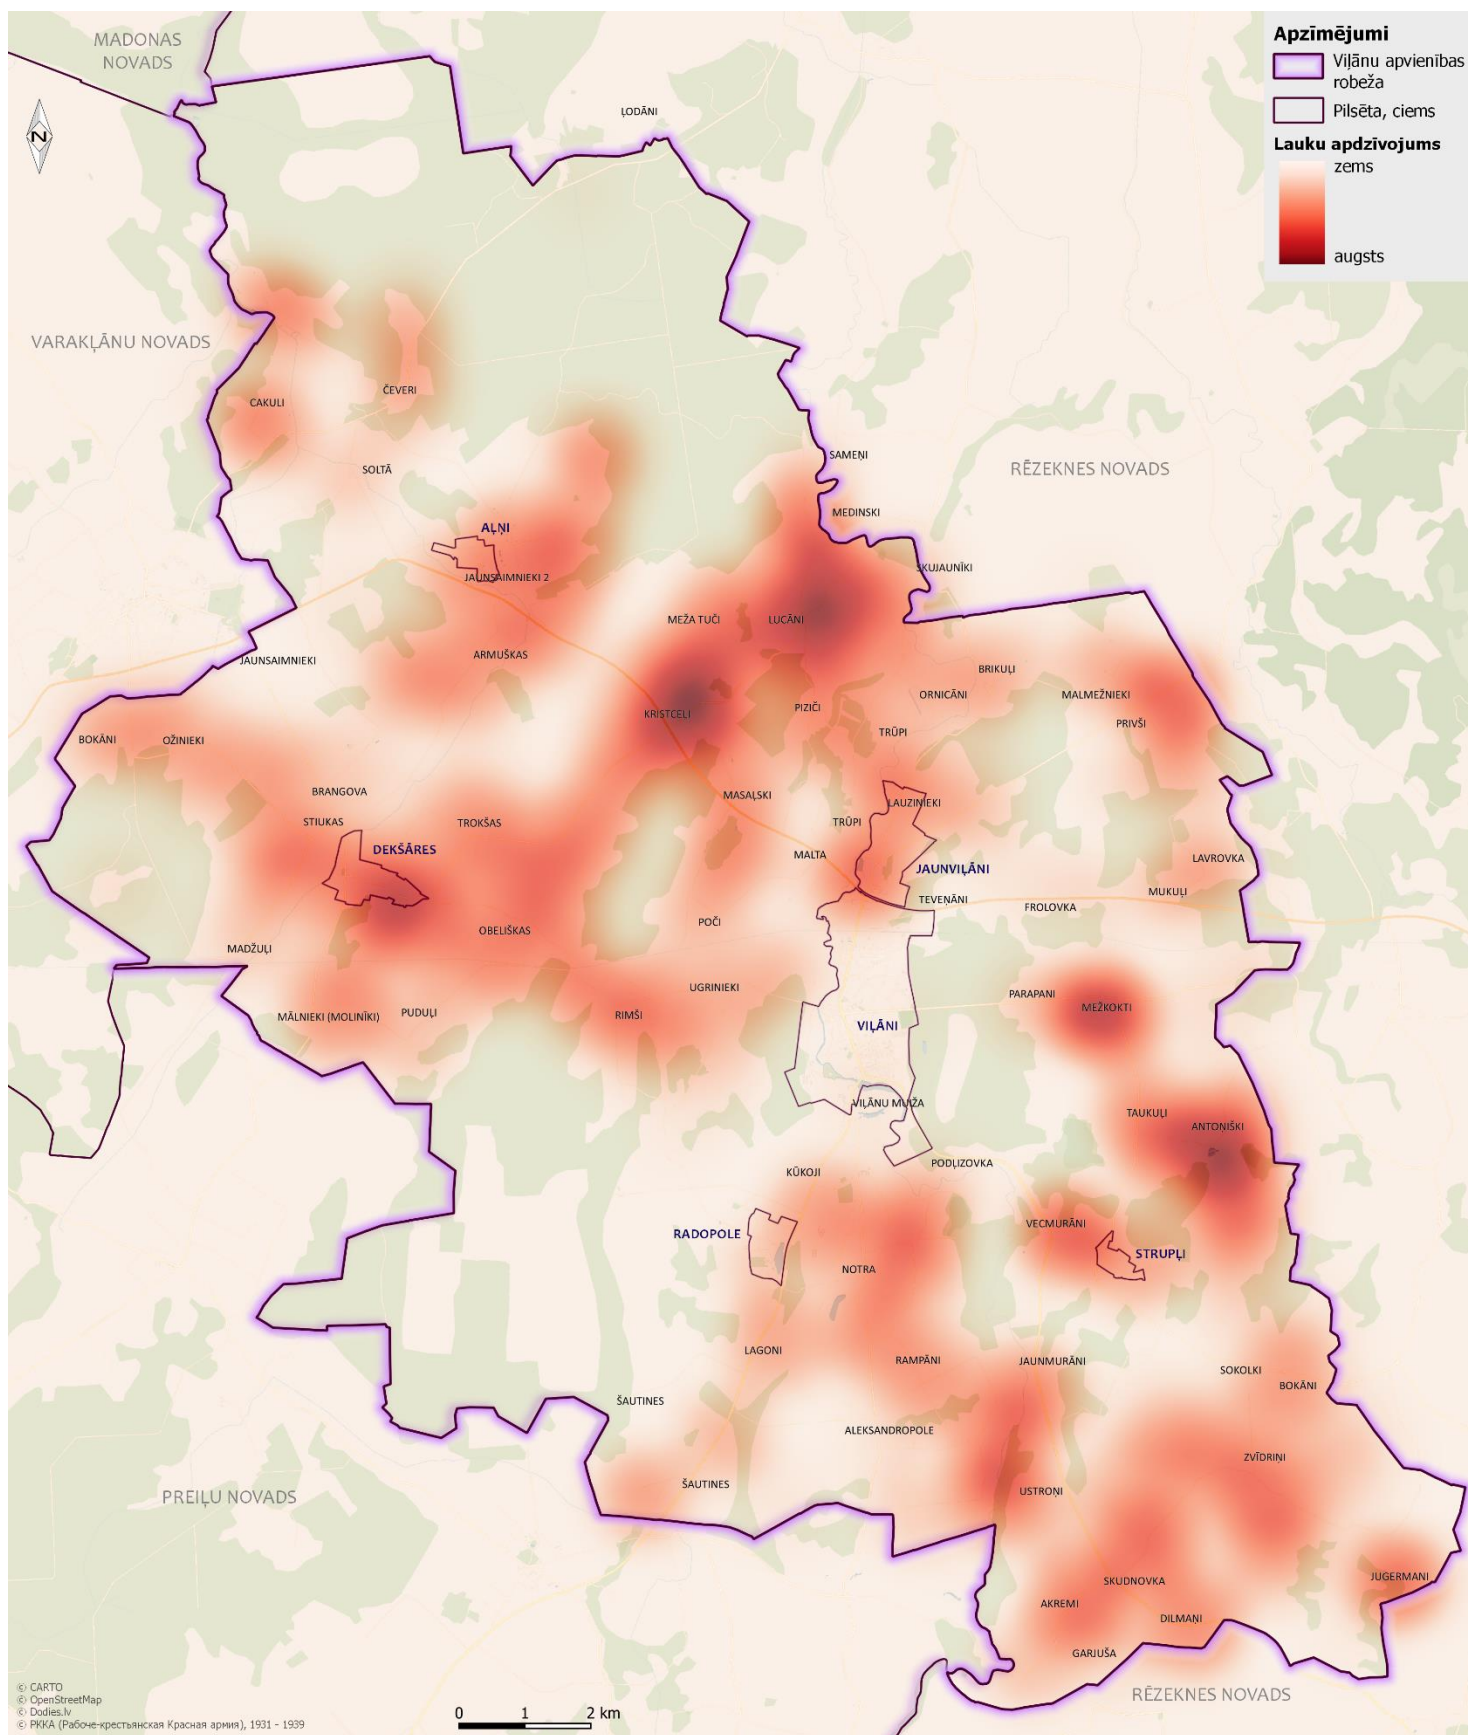 MADONAS
NOVADS
Apzīmējumi
Viļānu apvienības
robeža
Pilsēta, ciems
Lauku apdzīvojums
zems
augsts
N
ĻODĀNI
VARAKĻĀNU NOVADS
ČEVERI
CAKULI
SOLTĀ
SAMEŅI
RĒZEKNES NOVADS
MEDINSKI
AĻŅI
JAUNSAIMNIEKI 2
SKUJAUNĪKI
MEŽA TUČI
LUCĀNI
ARMUŠKAS
JAUNSAIMNIEKI
BRIKUĻI
ORNICĀNI
MALMEŽNIEKI
KRISTCEĻI
PIZIČI
PRIVŠI
TRŪPI
BOKĀNI
OŽINIEKI
BRANGOVA
MASAĻSKI
LAUZINIEKI
STIUKAS
TROKŠAS
TRŪPI
DEKŠĀRES
MALTA
LAVROVKA
JAUNVIĻĀNI
MUKUĻI
TEVEŅĀNI
FROLOVKA
POČI
OBELIŠKAS
MADŽUĻI
UGRINIEKI
PARAPANI
MEŽKOKTI
MĀLNIEKI (MOLINĪKI)
PUDUĻI
RIMŠI
VIĻĀNI
VIĻĀNU MUIŽA
TAUKUĻI
ANTOŅIŠKI
PODĻIZOVKA
KŪKOJI
VECMURĀNI
RADOPOLE
STRUPĻI
NOTRA
LAGONI
RAMPĀNI
JAUNMURĀNI
SOKOLKI
BOKĀNI
ŠAUTINES
ALEKSANDROPOLE
ZVĪDRIŅI
ŠAUTINES
USTROŅI
PREIĻU NOVADS
JUGERMANI
SKUDNOVKA
AKREMI
DILMAŅI
GARJUŠA
RĒZEKNES NOVADS
© CARTO
© OpenStreetMap
© Dodies.lv
© РККА (Рабоче-крестьянская Красная армия), 1931 - 1939
0 1 2 km